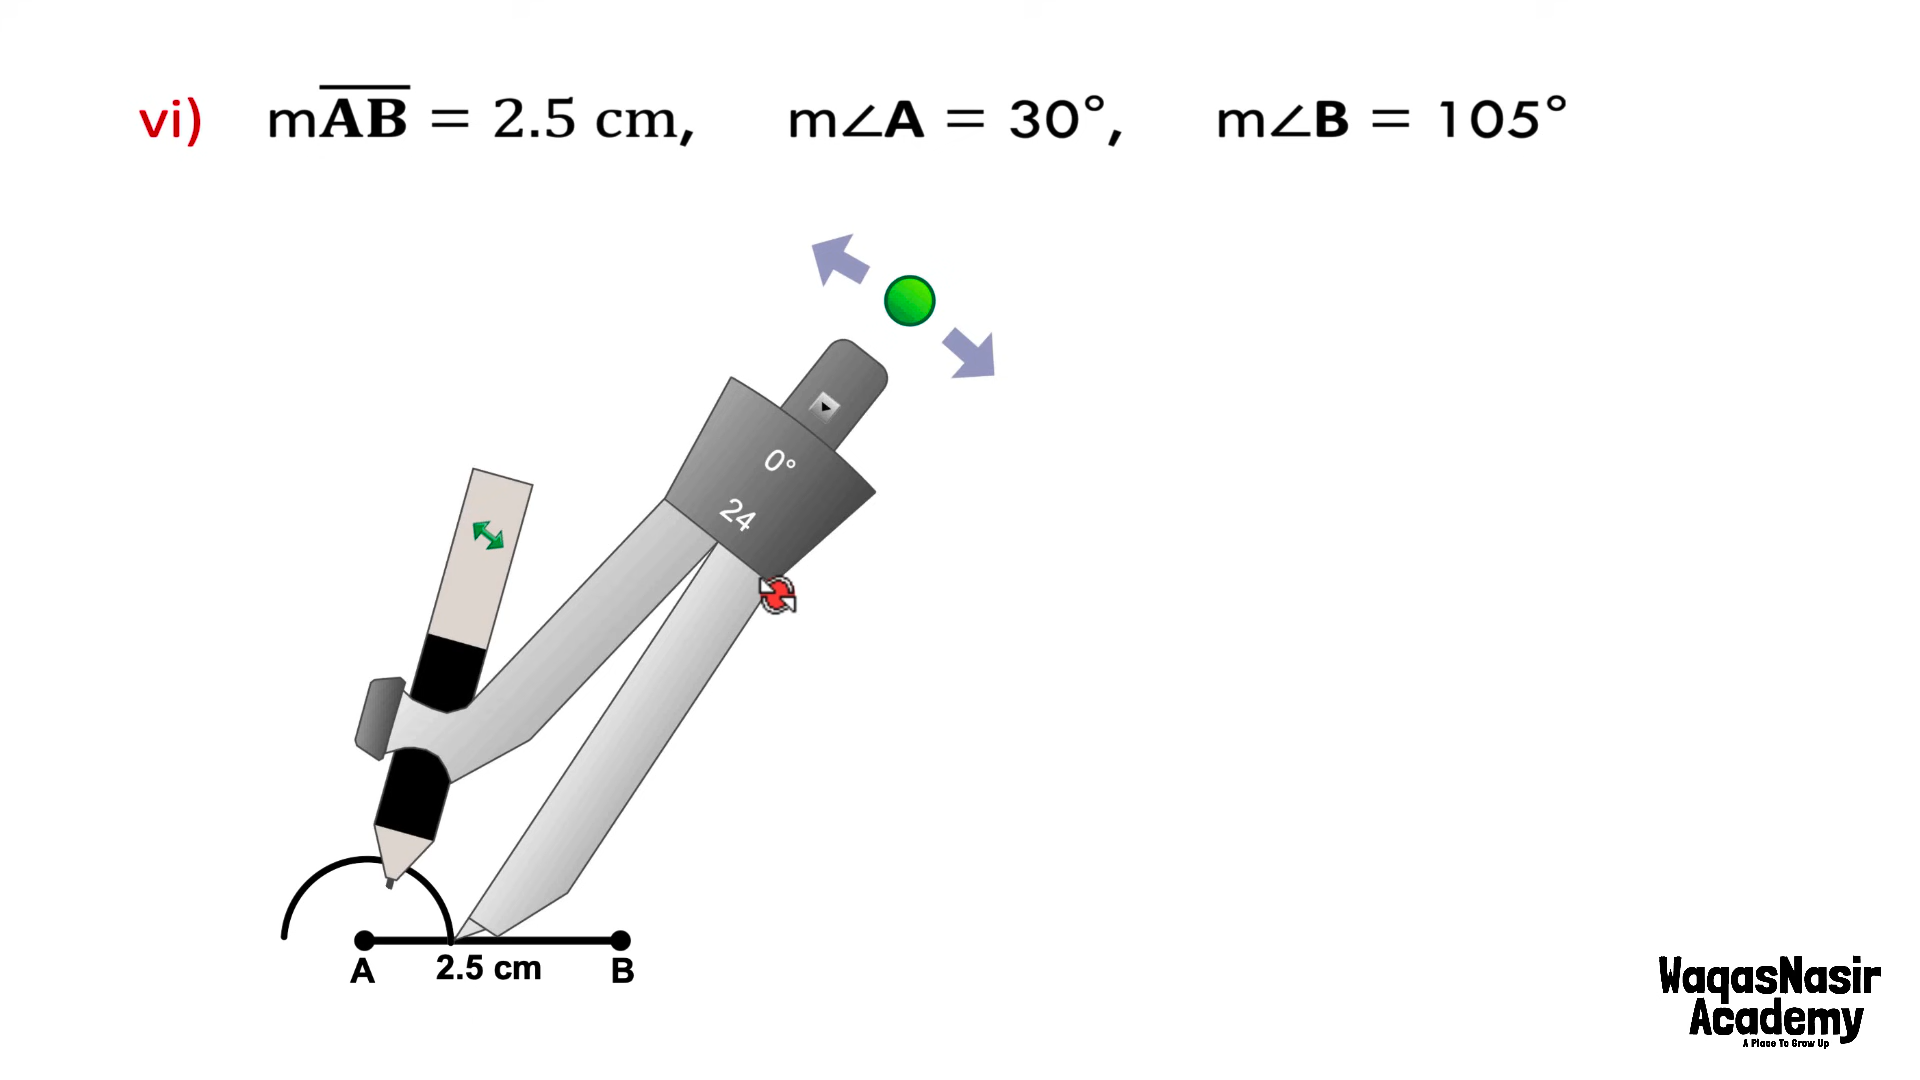 vi) mAB = 2.5 cm, m∠A = 30°, m∠B = 105°
0°
24
A 2.5 cm B
WaqasNasir
Academy
A Place To Grow Up